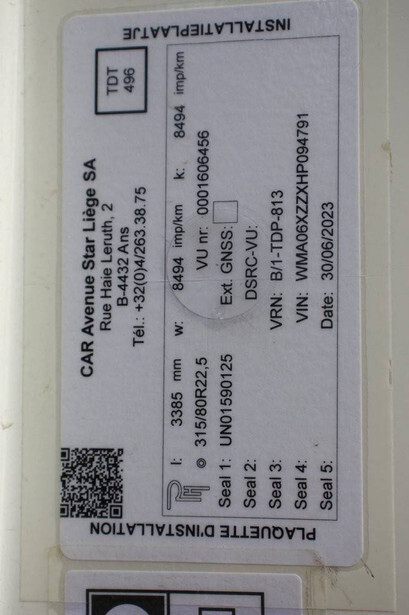 INSTALLATIEPLAATJE
CAR Avenue Star Liège SA
Rue Haie Leruth, 2
B-4432 Ans
Tél.: +32(0)4/263.38.75
TDT
496
l: 3385 mm w: 8494 imp/km k: 8494 imp/km
315/80R22,5 VU nr: 0001606456
Seal 1: UN01590125 Ext. GNSS:
Seal 2: DSRC-VU:
Seal 3: VRN: B/1-TDP-813
Seal 4: VIN: WMA06XZZXHP094791
Seal 5: Date: 30/06/2023
PLAQUETTE D'INSTALLATION